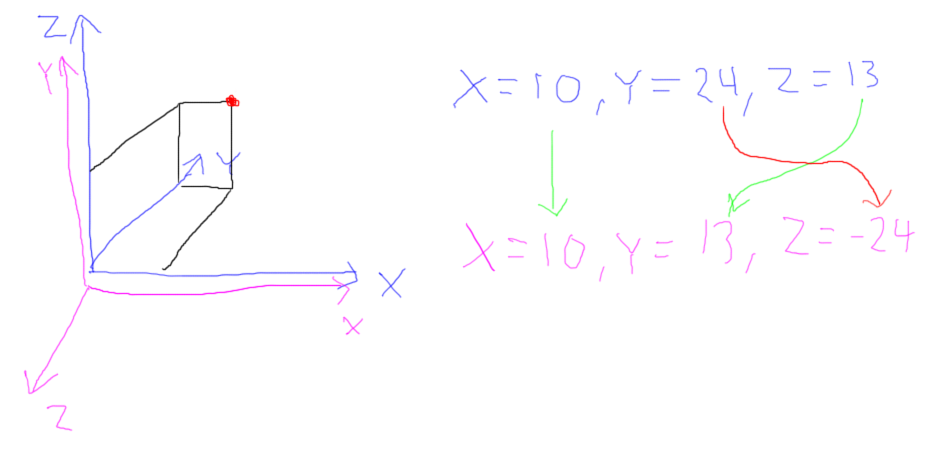 Z
Y
X=10, Y=24, Z=13
Y
X=10, Y=13, Z=-24
X
X
Z